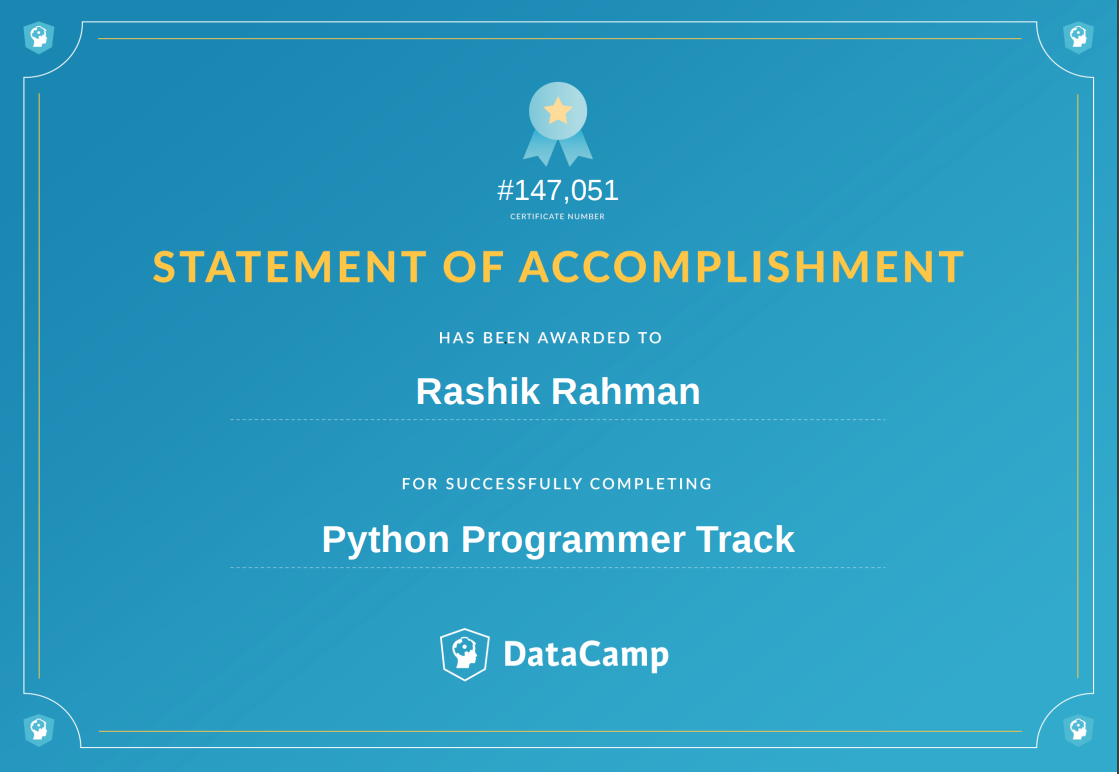 #147,051
CERTIFICATE NUMBER
STATEMENT OF ACCOMPLISHMENT
HAS BEEN AWARDED TO
Rashik Rahman
FOR SUCCESSFULLY COMPLETING
Python Programmer Track
DataCamp